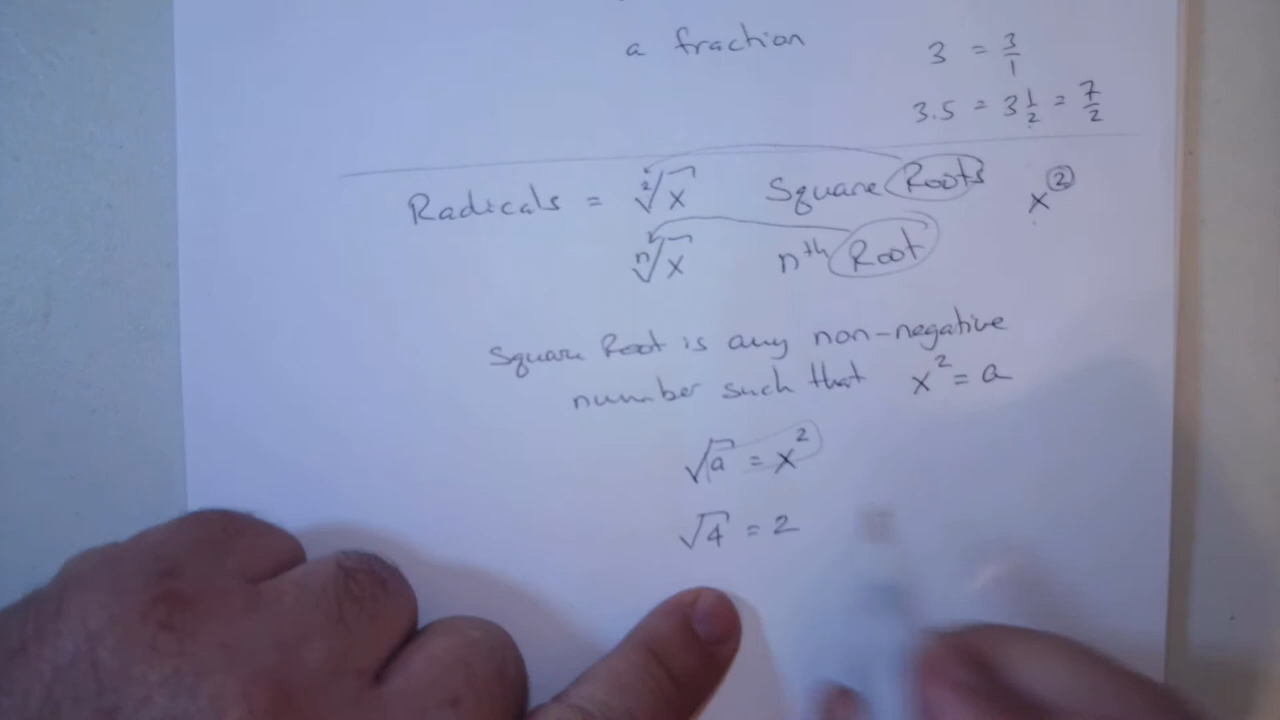 a fraction
3 = 3/1
3.5 = 3 1/2 = 7/2
Radicals = ²√x Square Roots x²
ⁿ√x nth Root
Square Root is any non-negative
number such that x² = a
√a = x²
√4 = 2